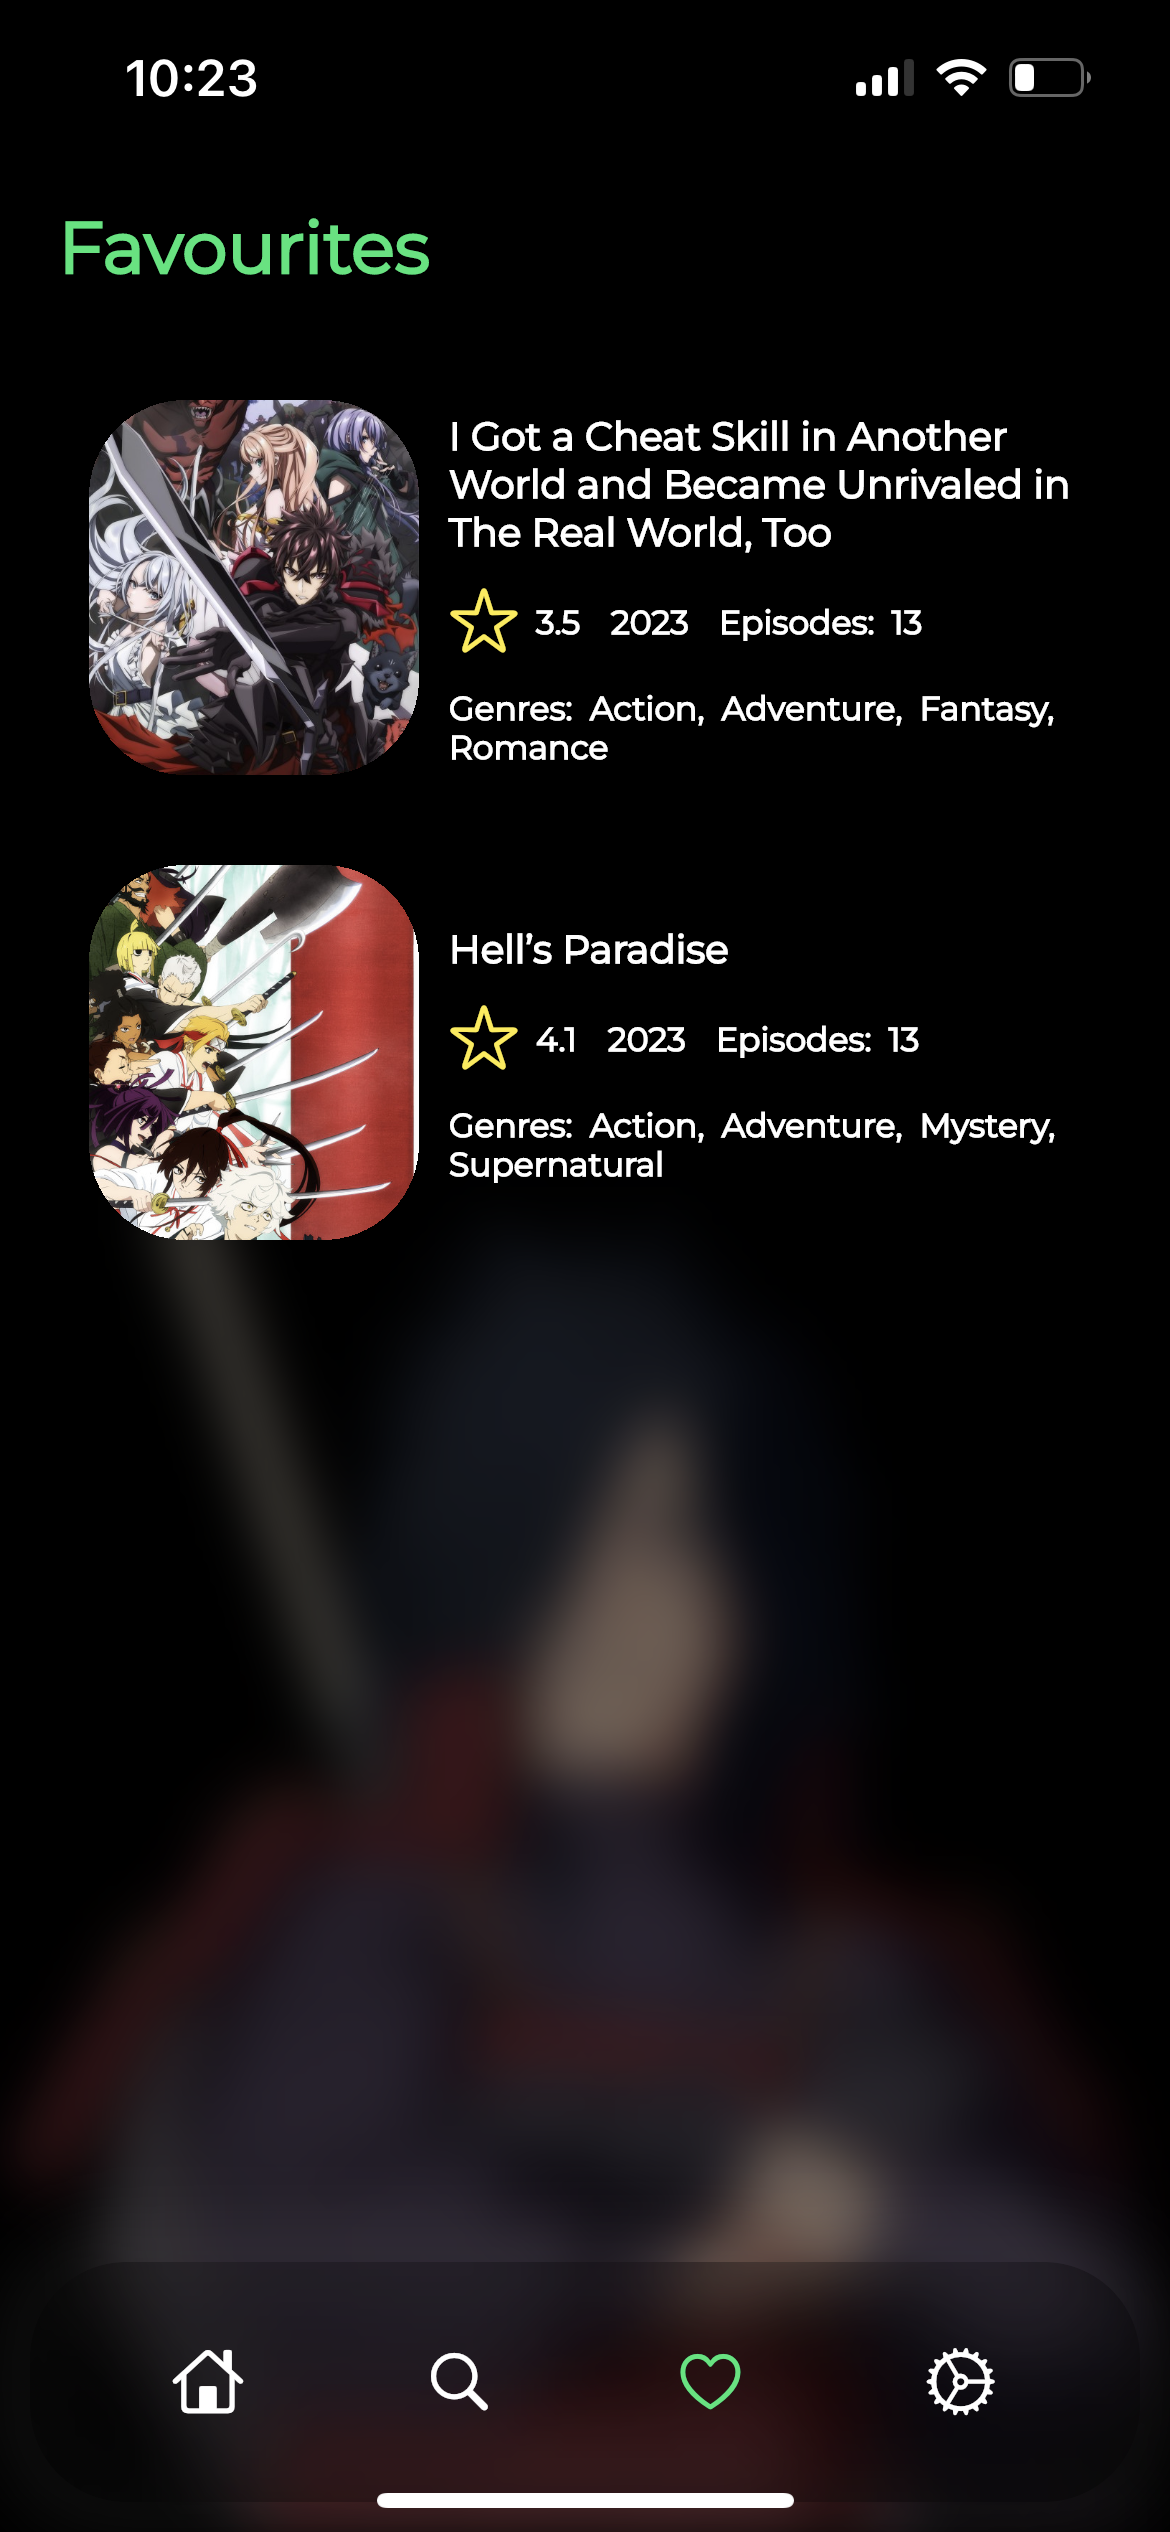 10:23
Favourites
I Got a Cheat Skill in Another
World and Became Unrivaled in
The Real World, Too
3.5 2023 Episodes: 13
Genres: Action, Adventure, Fantasy,
Romance
Hell’s Paradise
4.1 2023 Episodes: 13
Genres: Action, Adventure, Mystery,
Supernatural